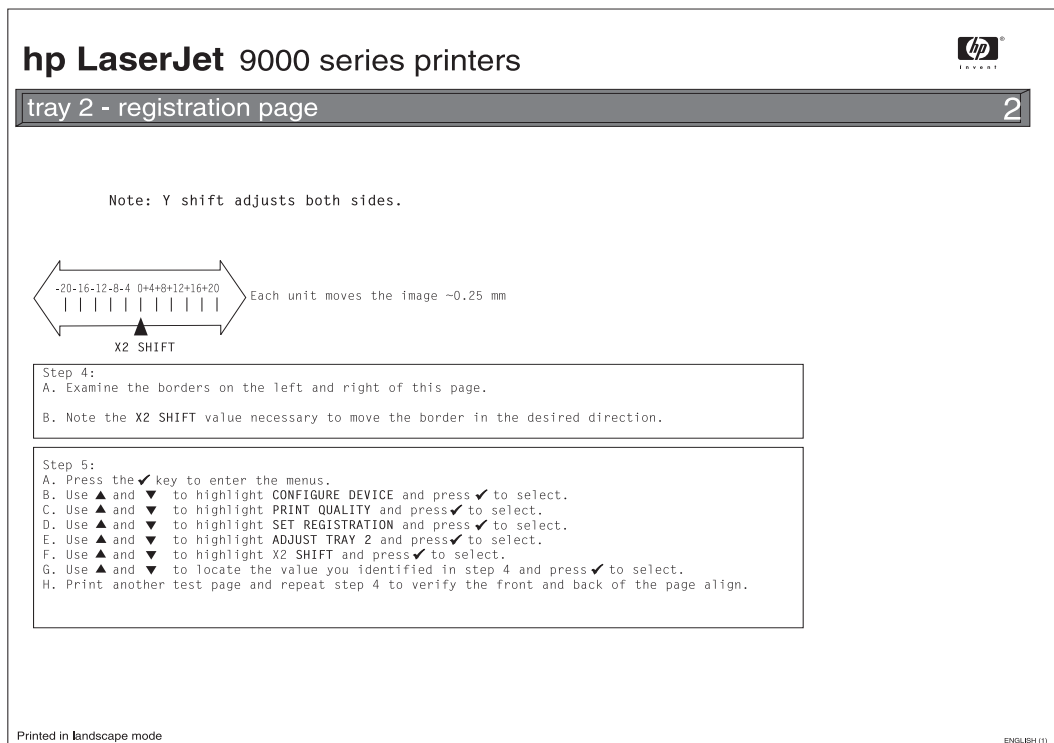 hp LaserJet 9000 series printers
hp ®
invent
tray 2 - registration page 2
Note: Y shift adjusts both sides.
-20-16-12-8-4 0+4+8+12+16+20
Each unit moves the image ~0.25 mm
X2 SHIFT
Step 4:
A. Examine the borders on the left and right of this page.
B. Note the X2 SHIFT value necessary to move the border in the desired direction.
Step 5:
A. Press the ✔ key to enter the menus.
B. Use ▲ and ▼ to highlight CONFIGURE DEVICE and press ✔ to select.
C. Use ▲ and ▼ to highlight PRINT QUALITY and press ✔ to select.
D. Use ▲ and ▼ to highlight SET REGISTRATION and press ✔ to select.
E. Use ▲ and ▼ to highlight ADJUST TRAY 2 and press ✔ to select.
F. Use ▲ and ▼ to highlight X2 SHIFT and press ✔ to select.
G. Use ▲ and ▼ to locate the value you identified in step 4 and press ✔ to select.
H. Print another test page and repeat step 4 to verify the front and back of the page align.
Printed in landscape mode
ENGLISH (1)